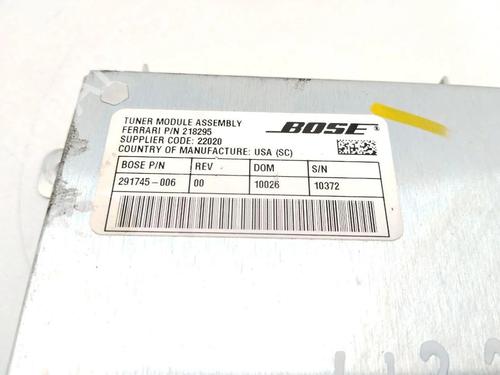 TUNER MODULE ASSEMBLY
FERRARI P/N 218295
SUPPLIER CODE: 22020
COUNTRY OF MANUFACTURE: USA (SC)
BOSE
BOSE P/N REV DOM S/N
291745-006 00 10026 10372